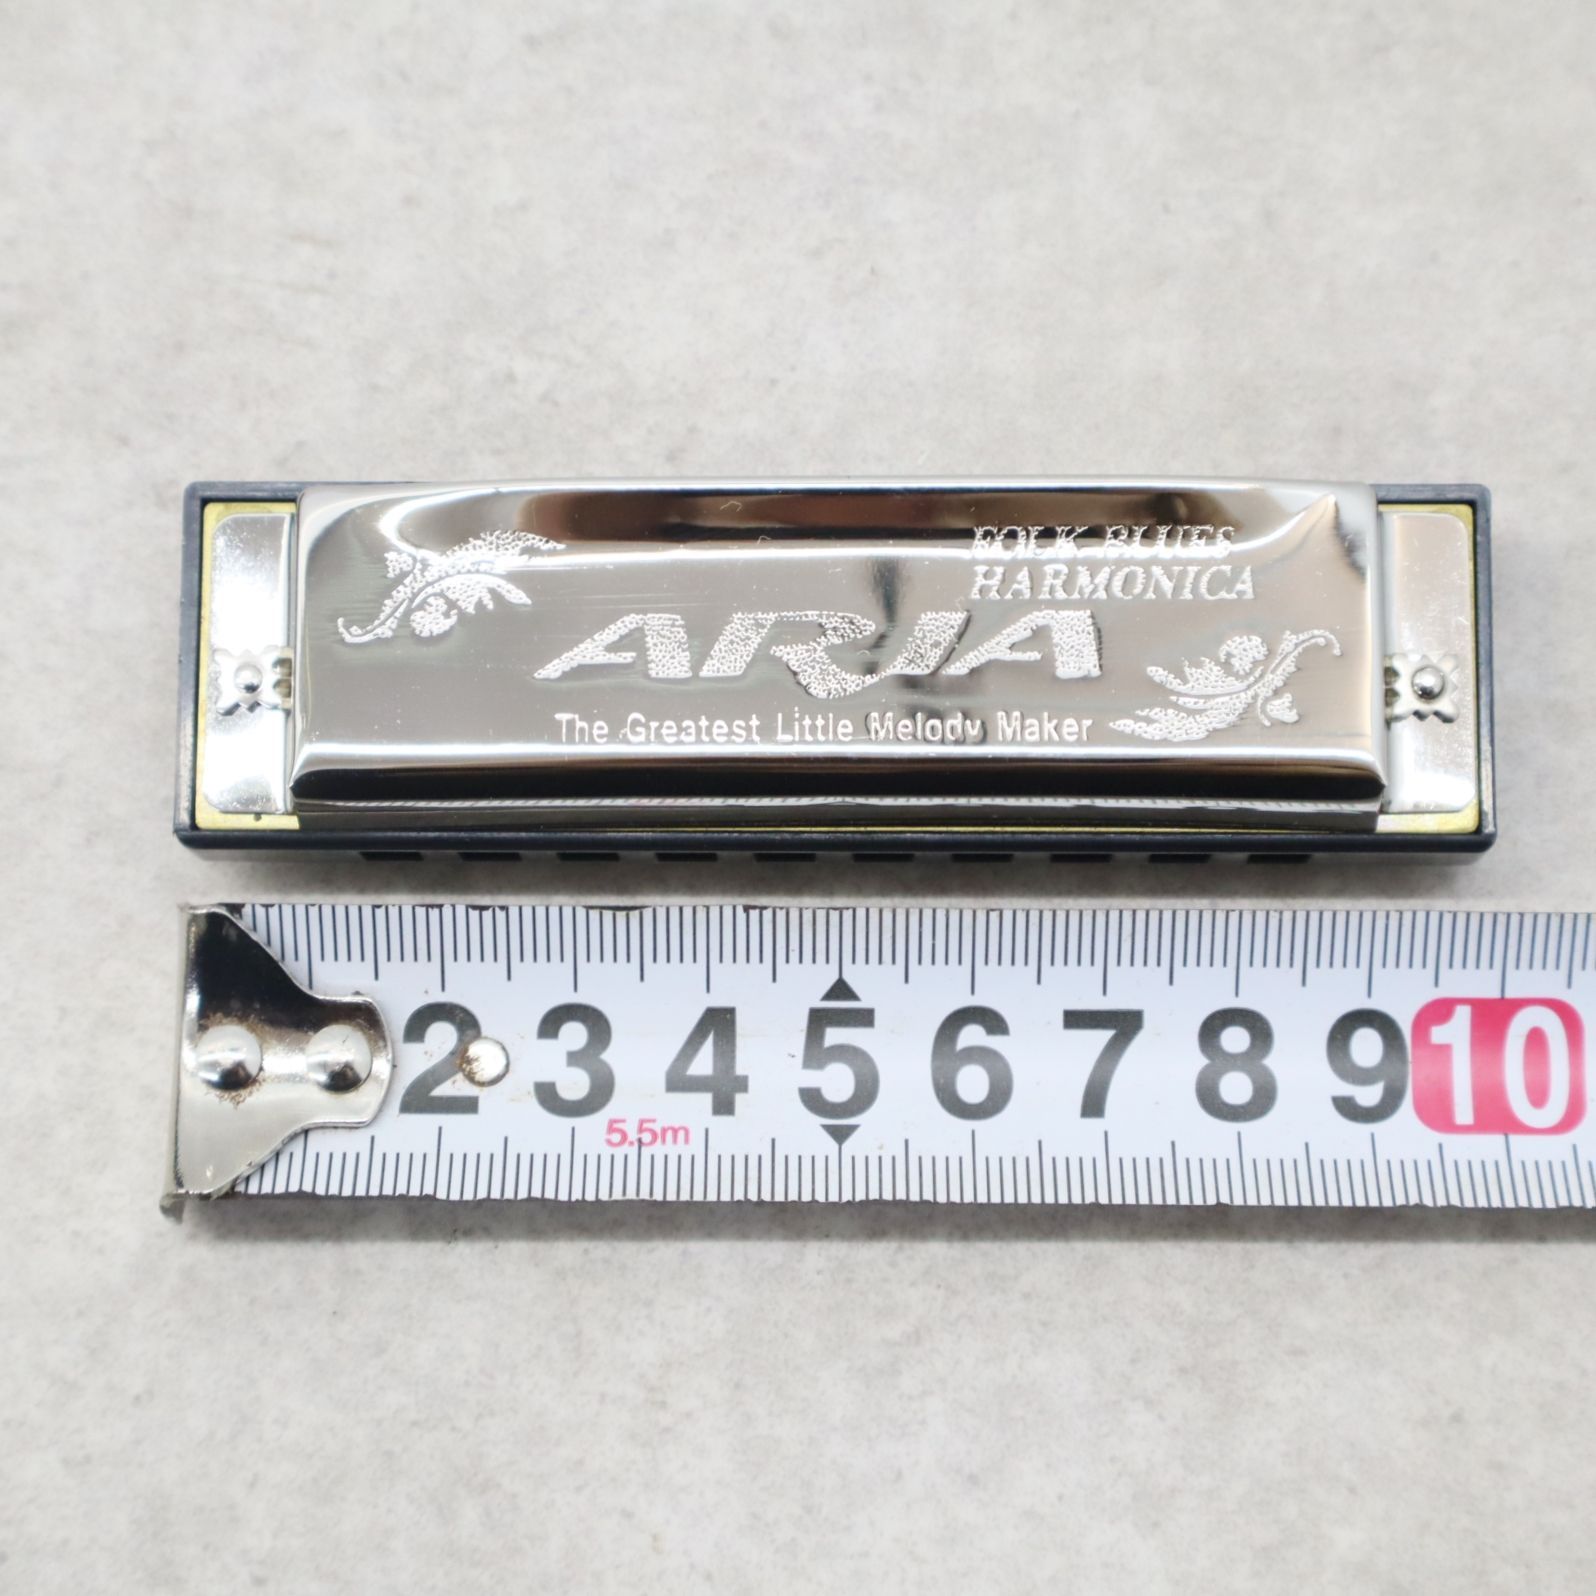 FOLK BLUES
HARMONICA
ARIA
The Greatest Little Melody Maker
2 3 4 5 6 7 8 9 10
5.5m